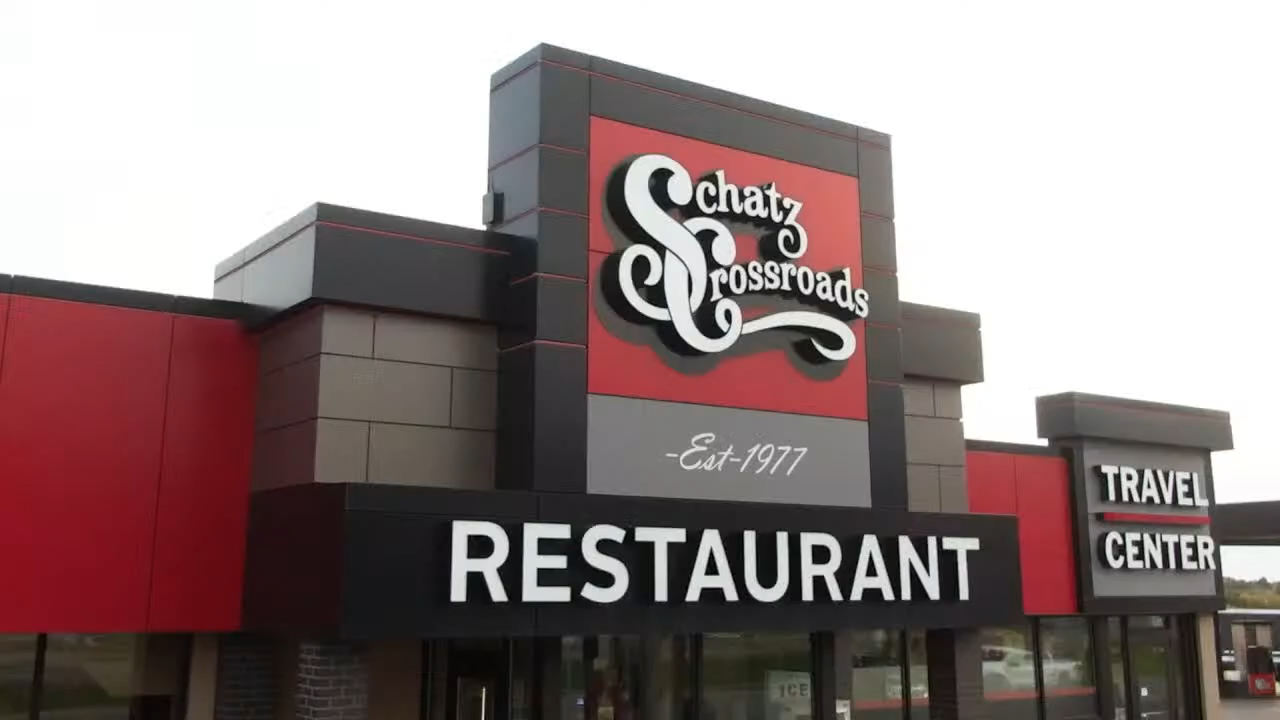 Schatz
Crossroads
-Est-1977
RESTAURANT
TRAVEL
CENTER
ICE